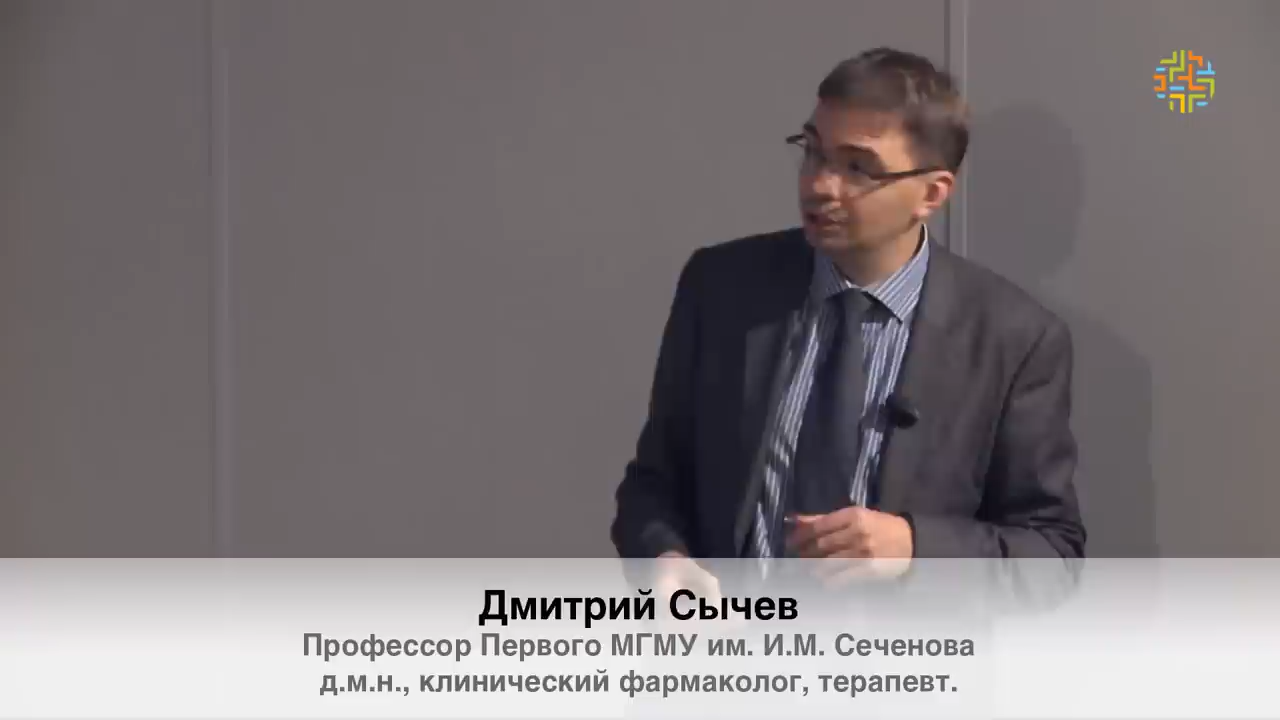 Дмитрий Сычев
Профессор Первого МГМУ им. И.М. Сеченова
д.м.н., клинический фармаколог, терапевт.